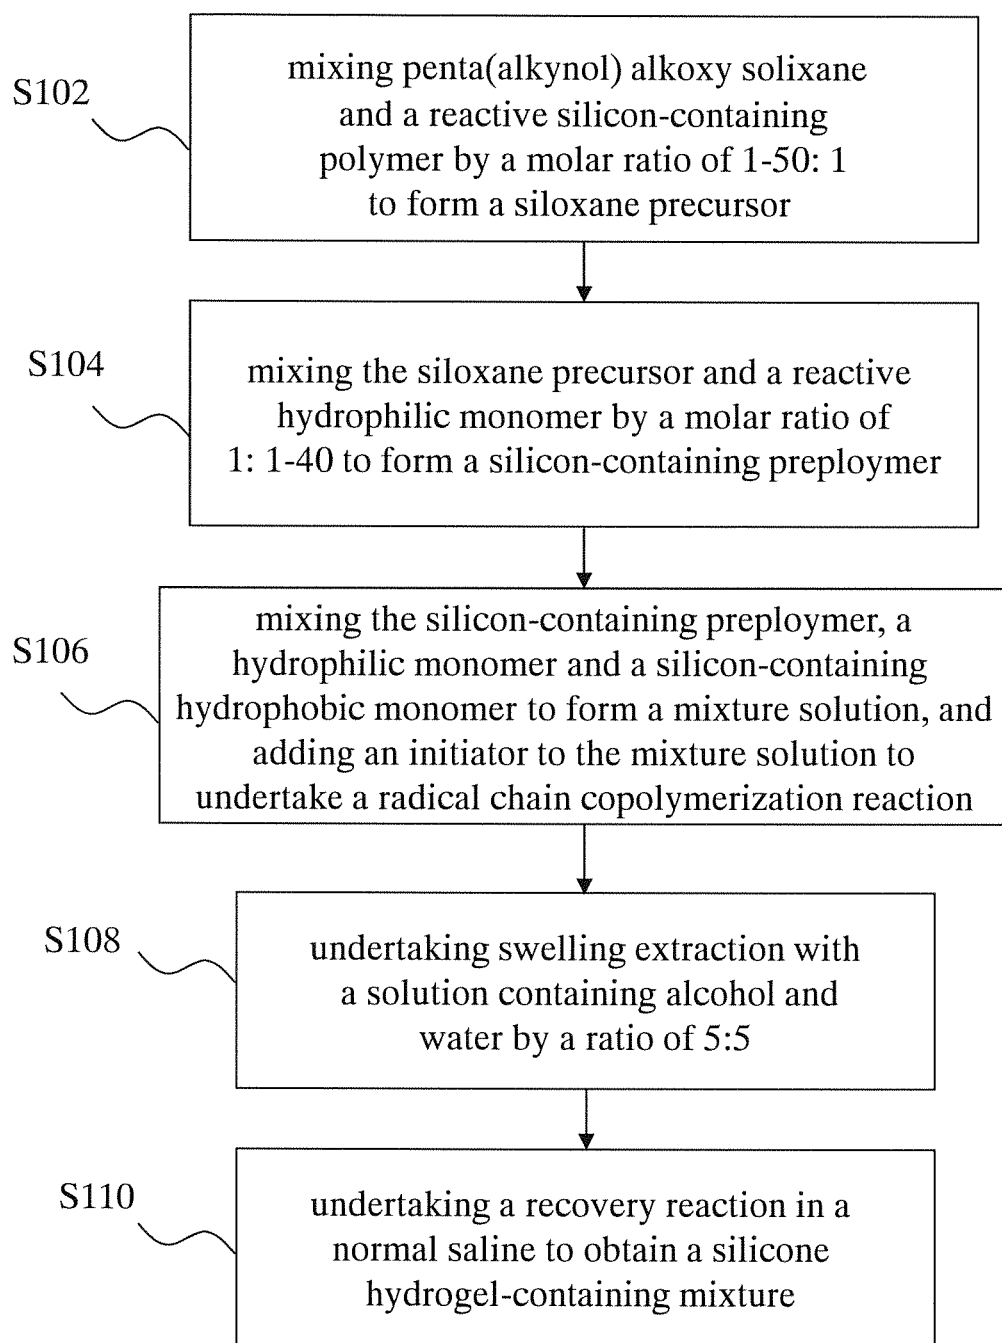 S102
mixing penta(alkynol) alkoxy solixane
and a reactive silicon-containing
polymer by a molar ratio of 1-50: 1
to form a siloxane precursor
S104
mixing the siloxane precursor and a reactive
hydrophilic monomer by a molar ratio of
1: 1-40 to form a silicon-containing preploymer
S106
mixing the silicon-containing preploymer, a
hydrophilic monomer and a silicon-containing
hydrophobic monomer to form a mixture solution, and
adding an initiator to the mixture solution to
undertake a radical chain copolymerization reaction
S108
undertaking swelling extraction with
a solution containing alcohol and
water by a ratio of 5:5
S110
undertaking a recovery reaction in a
normal saline to obtain a silicone
hydrogel-containing mixture